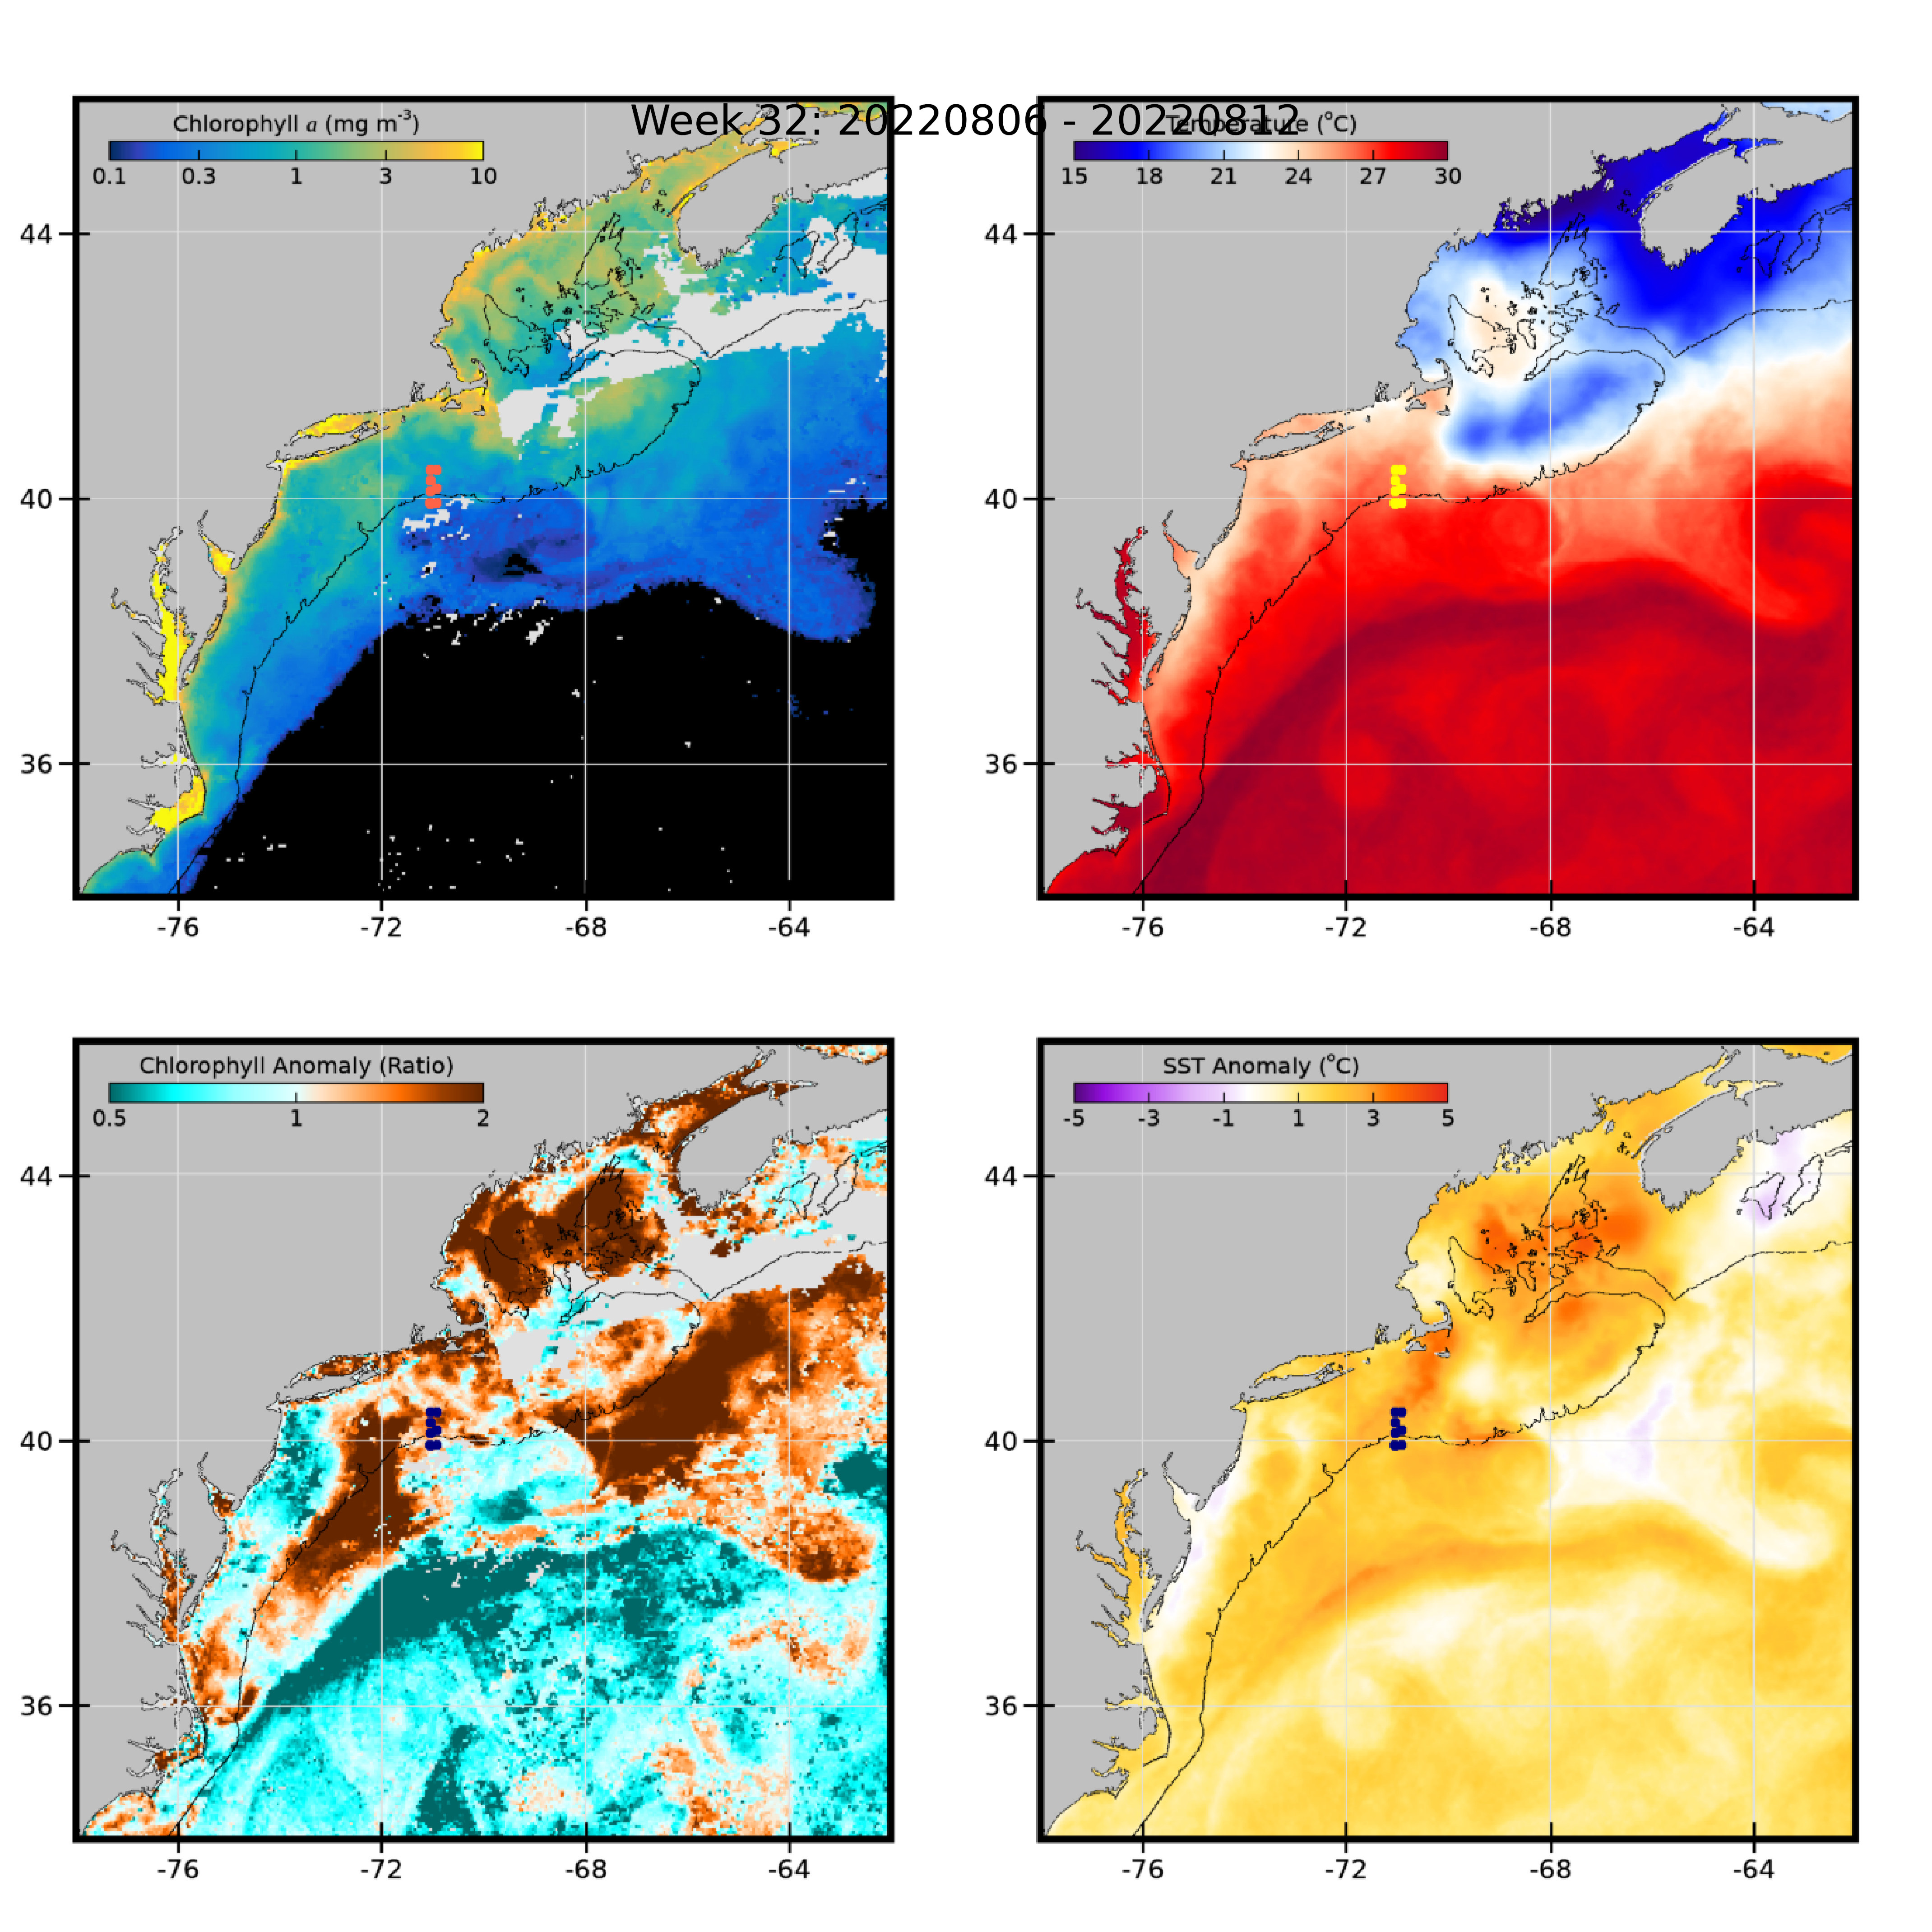 Week 32: 20220806 - 20220812
Chlorophyll a (mg m-3)
0.1 0.3 1 3 10
44
40
36
-76 -72 -68 -64
Temperature (°C)
15 18 21 24 27 30
44
40
36
-76 -72 -68 -64
Chlorophyll Anomaly (Ratio)
0.5 1 2
44
40
36
-76 -72 -68 -64
SST Anomaly (°C)
-5 -3 -1 1 3 5
44
40
36
-76 -72 -68 -64